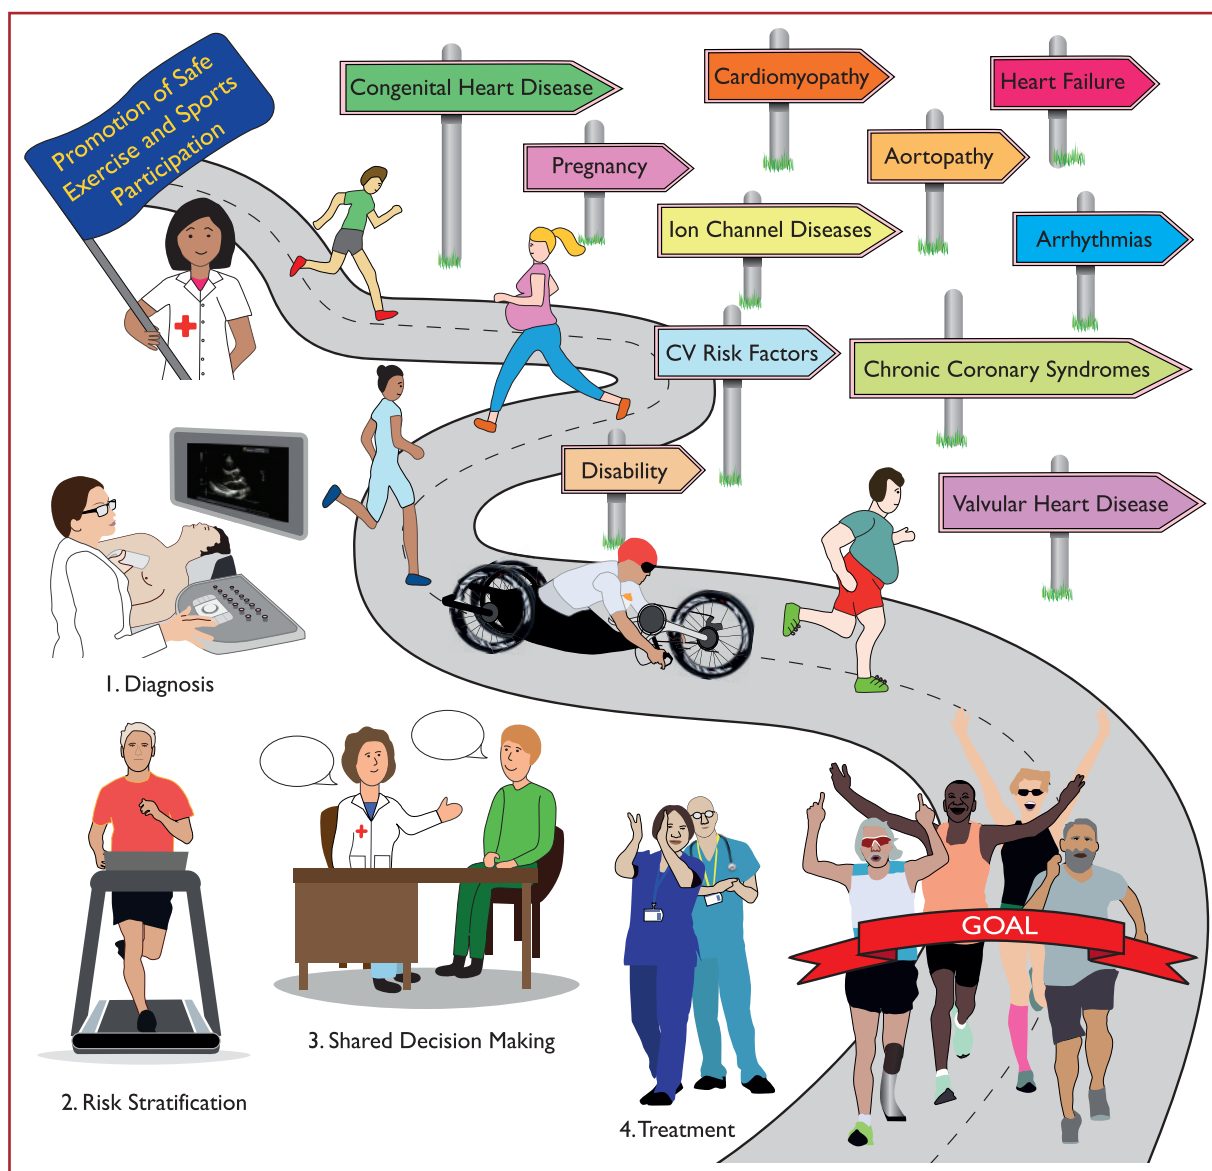 Promotion of Safe
Exercise and Sports
Participation
Congenital Heart Disease
Cardiomyopathy
Heart Failure
Pregnancy
Aortopathy
Ion Channel Diseases
Arrhythmias
CV Risk Factors
Chronic Coronary Syndromes
Disability
Valvular Heart Disease
1. Diagnosis
2. Risk Stratification
3. Shared Decision Making
4. Treatment
GOAL